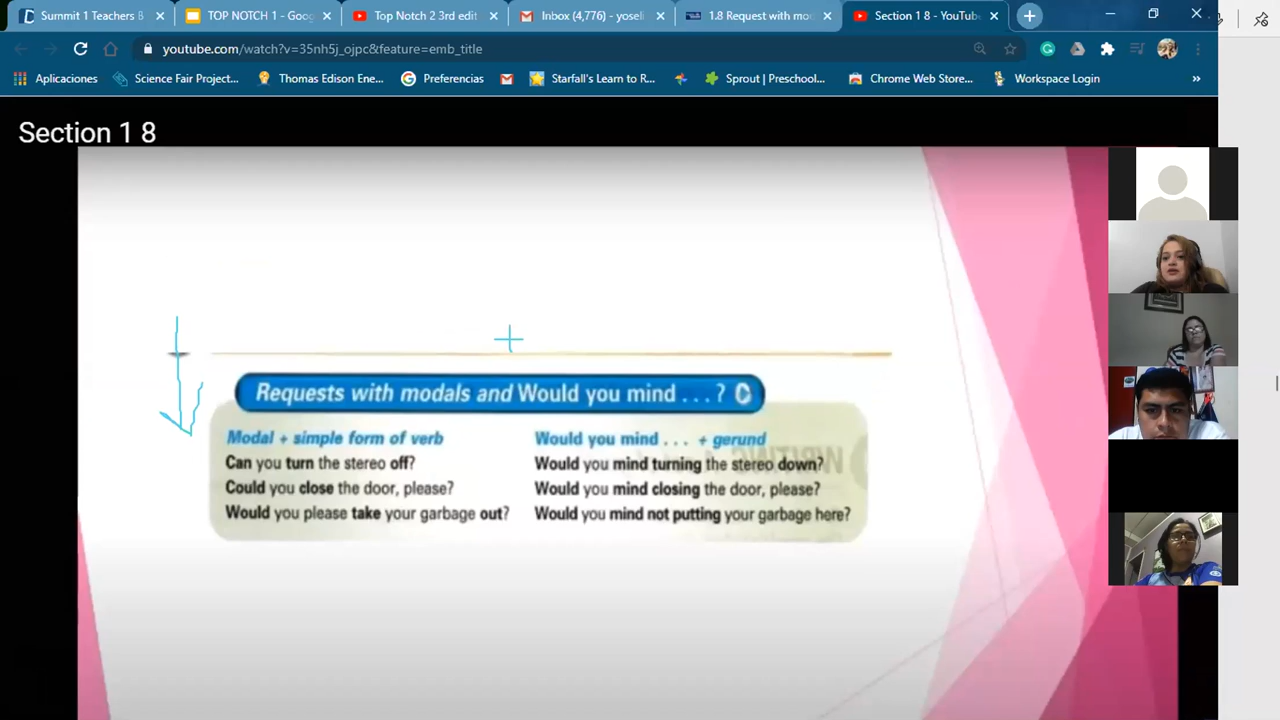 Summit 1 Teachers B
TOP NOTCH 1 - Goog
Top Notch 2 3rd edit
Inbox (4,776) - yoseli
1.8 Request with mod
Section 1 8 - YouTube
youtube.com/watch?v=35nh5j_ojpc&feature=emb_title
Aplicaciones
Science Fair Project...
Thomas Edison Ene...
Preferencias
Starfall's Learn to R...
Sprout | Preschool...
Chrome Web Store...
Workspace Login
»
Section 1 8
Requests with modals and Would you mind . . . ?
Modal + simple form of verb
Can you turn the stereo off?
Could you close the door, please?
Would you please take your garbage out?
Would you mind . . . + gerund
Would you mind turning the stereo down?
Would you mind closing the door, please?
Would you mind not putting your garbage here?